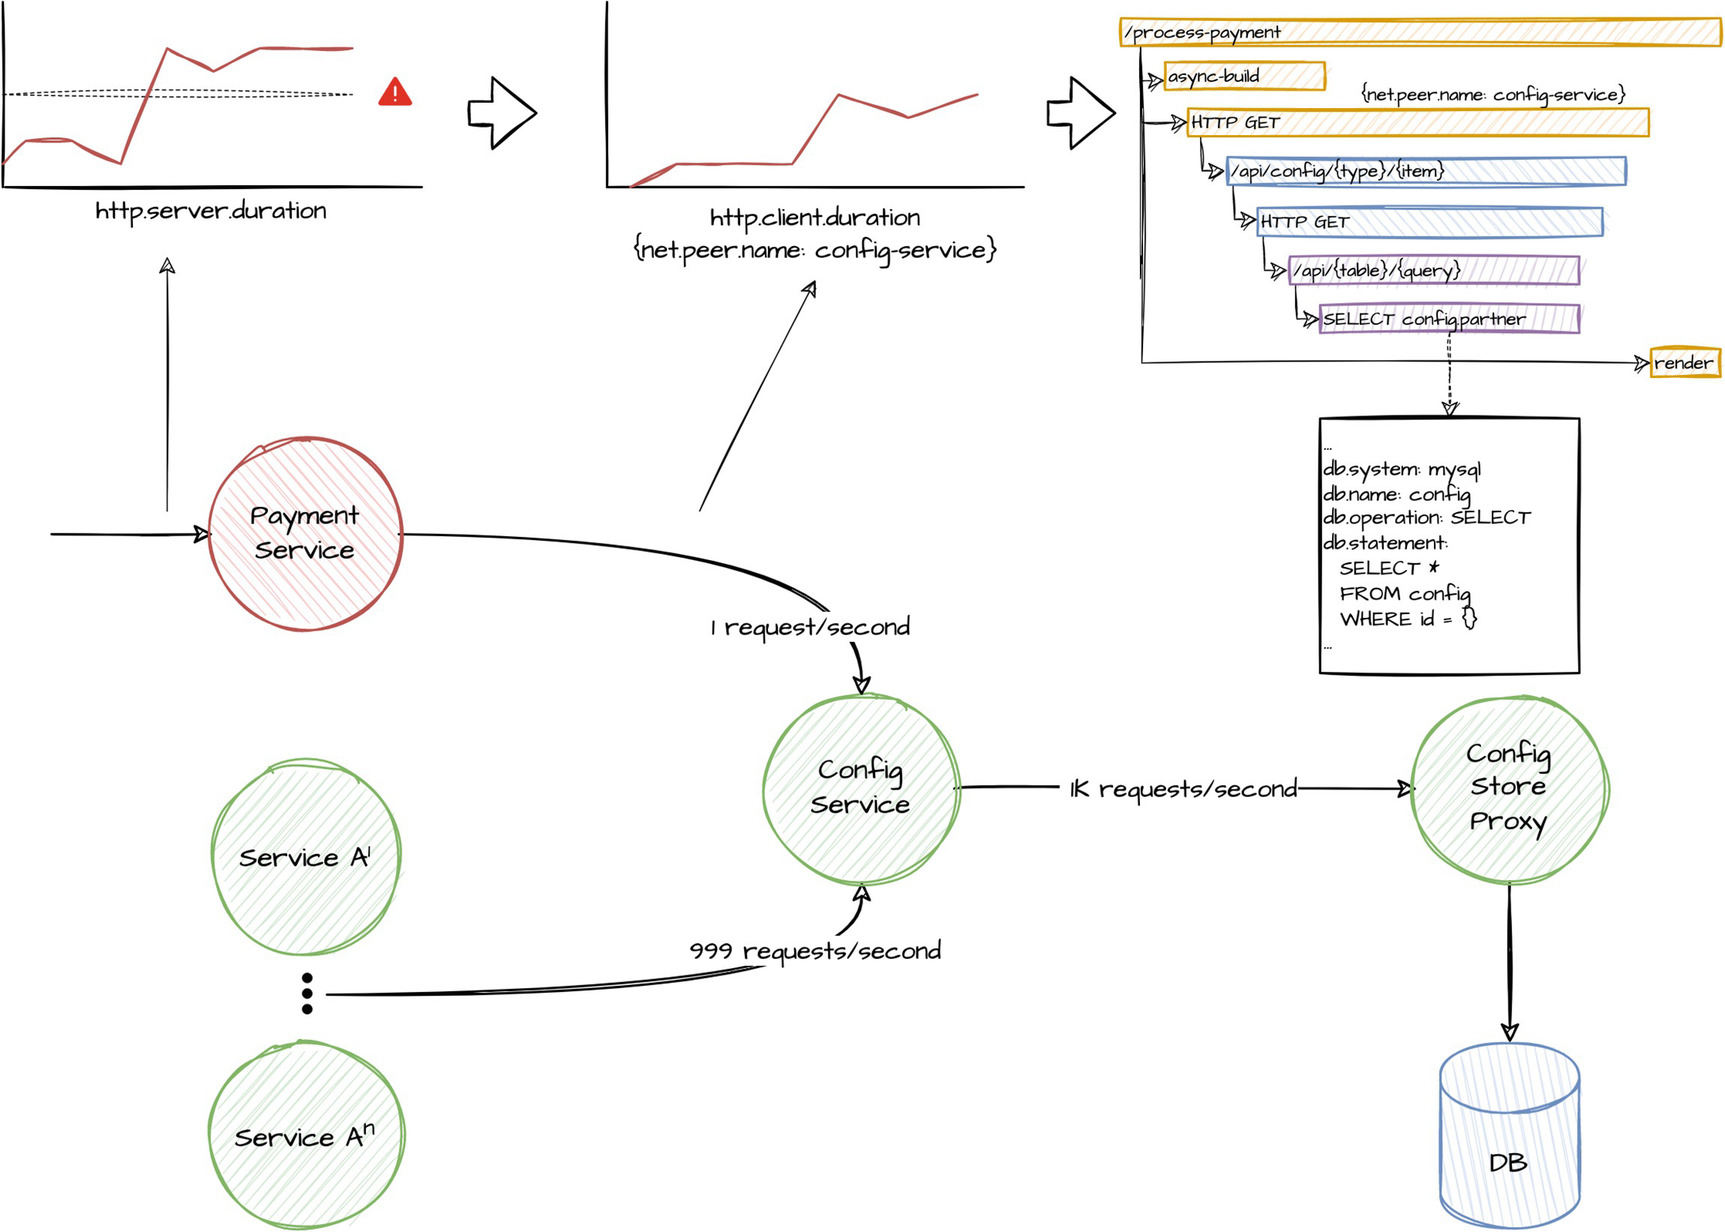 http.server.duration
http.client.duration
{net.peer.name: config-service}
/process-payment
async-build
{net.peer.name: config-service}
HTTP GET
/api/config/{type}/{item}
HTTP GET
/api/{table}/{query}
SELECT config.partner
render
...
db.system: mysql
db.name: config
db.operation: SELECT
db.statement:
SELECT *
FROM config
WHERE id = {}
...
Payment
Service
1 request/second
Config
Service
1K requests/second
Config
Store
Proxy
Service A¹
999 requests/second
Service Aⁿ
DB